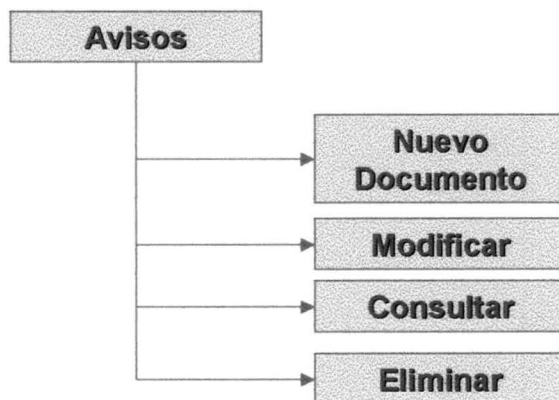 Avisos
Nuevo
Documento
Modificar
Consultar
Eliminar